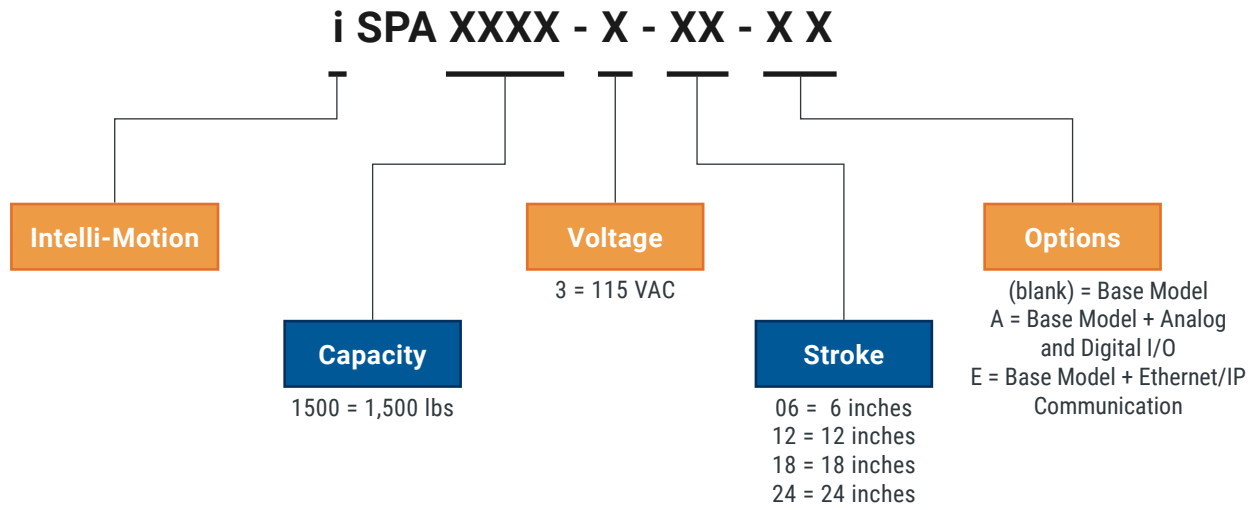 i SPA XXXX - X - XX - X X
Intelli-Motion
Voltage
3 = 115 VAC
Options
(blank) = Base Model
A = Base Model + Analog
and Digital I/O
E = Base Model + Ethernet/IP
Communication
Capacity
1500 = 1,500 lbs
Stroke
06 =  6 inches
12 = 12 inches
18 = 18 inches
24 = 24 inches